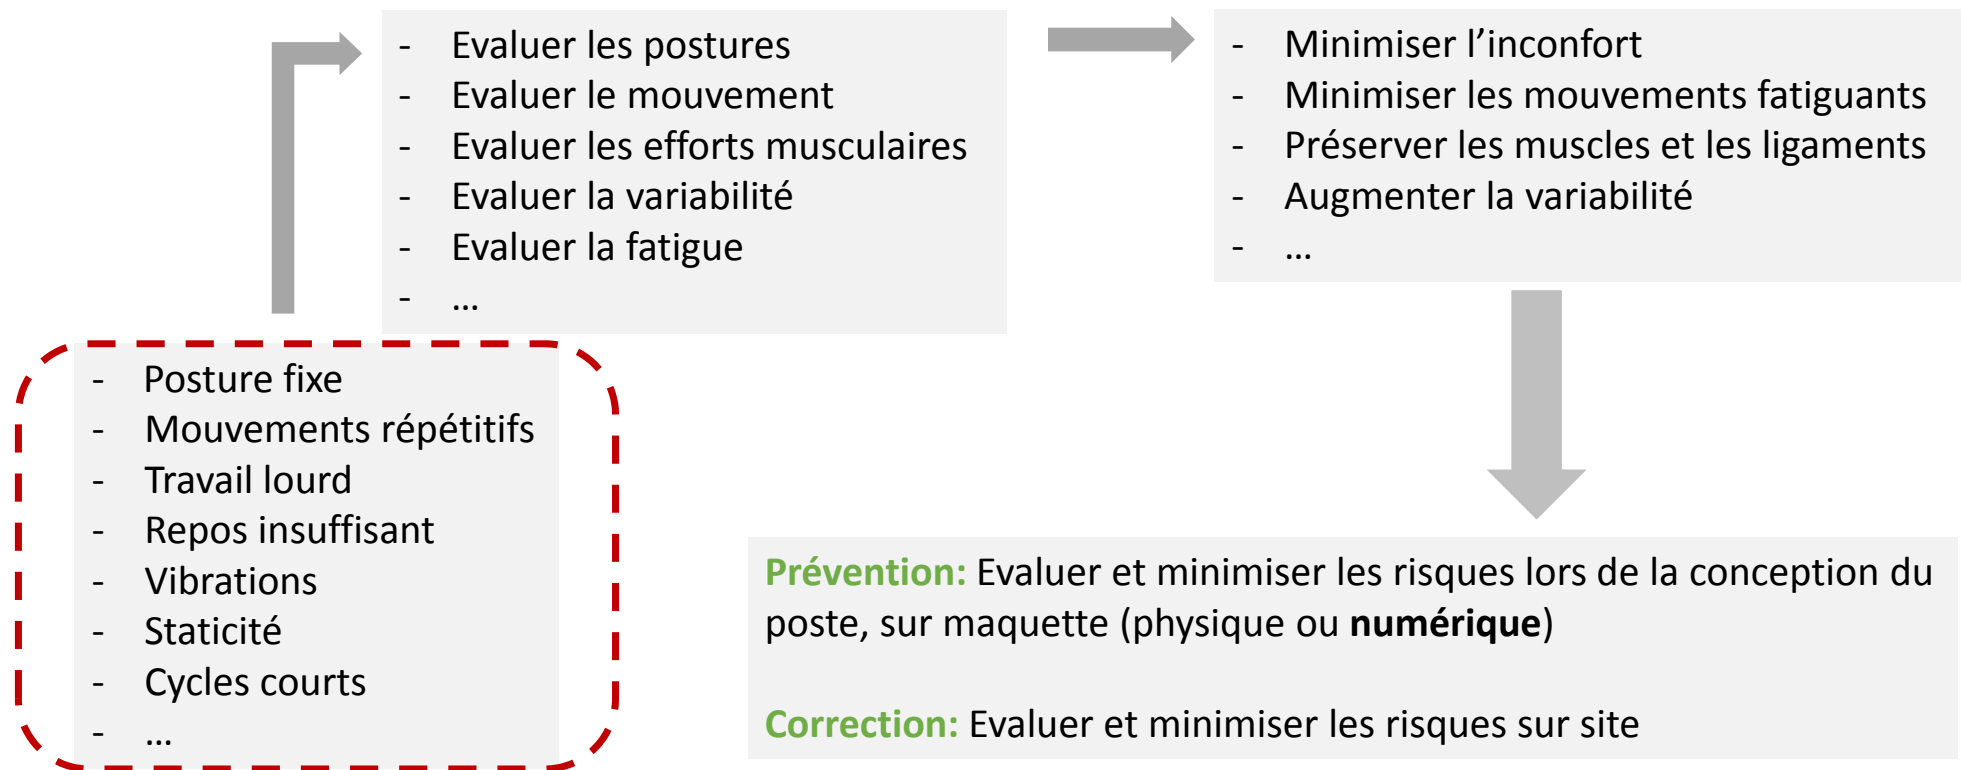 - Evaluer les postures
- Evaluer le mouvement
- Evaluer les efforts musculaires
- Evaluer la variabilité
- Evaluer la fatigue
- ...
- Minimiser l’inconfort
- Minimiser les mouvements fatiguants
- Préserver les muscles et les ligaments
- Augmenter la variabilité
- ...
- Posture fixe
- Mouvements répétitifs
- Travail lourd
- Repos insuffisant
- Vibrations
- Staticité
- Cycles courts
- ...
Prévention: Evaluer et minimiser les risques lors de la conception du
poste, sur maquette (physique ou numérique)
Correction: Evaluer et minimiser les risques sur site